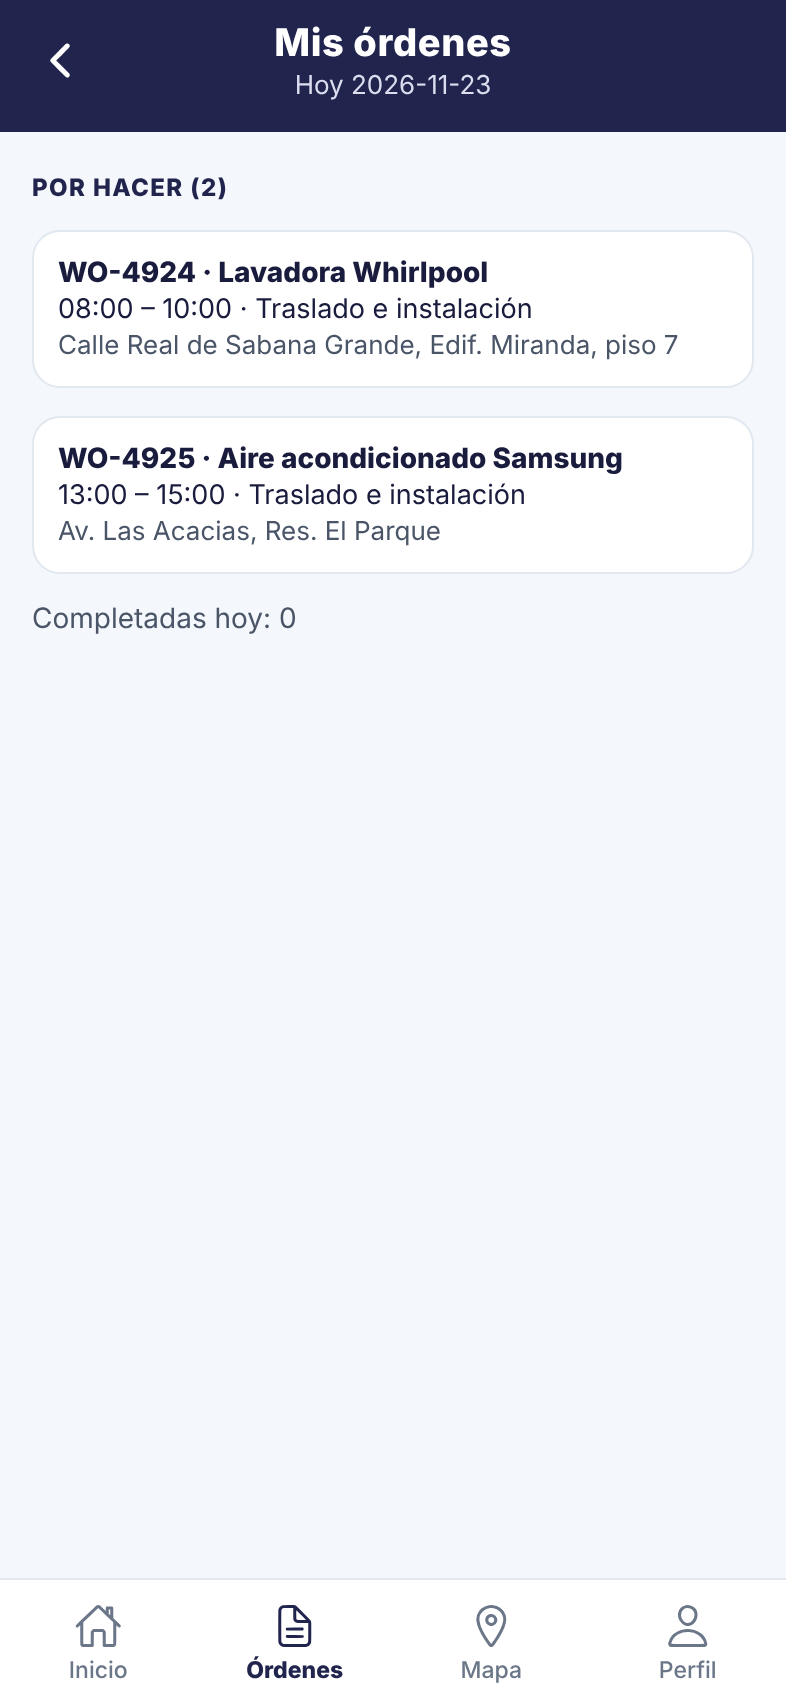 Mis órdenes
Hoy 2026-11-23
POR HACER (2)
WO-4924 · Lavadora Whirlpool
08:00 – 10:00 · Traslado e instalación
Calle Real de Sabana Grande, Edif. Miranda, piso 7
WO-4925 · Aire acondicionado Samsung
13:00 – 15:00 · Traslado e instalación
Av. Las Acacias, Res. El Parque
Completadas hoy: 0
Inicio
Órdenes
Mapa
Perfil